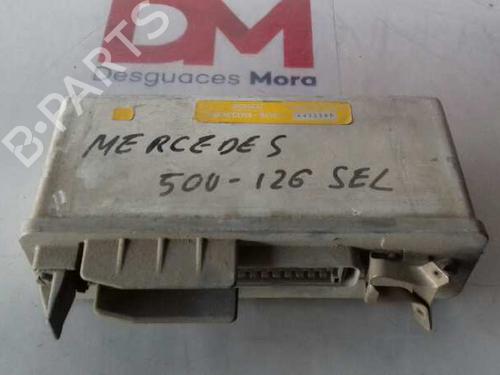 DM
Desguaces Mora
B-PARTS
MERCEDES
500-126 SEL